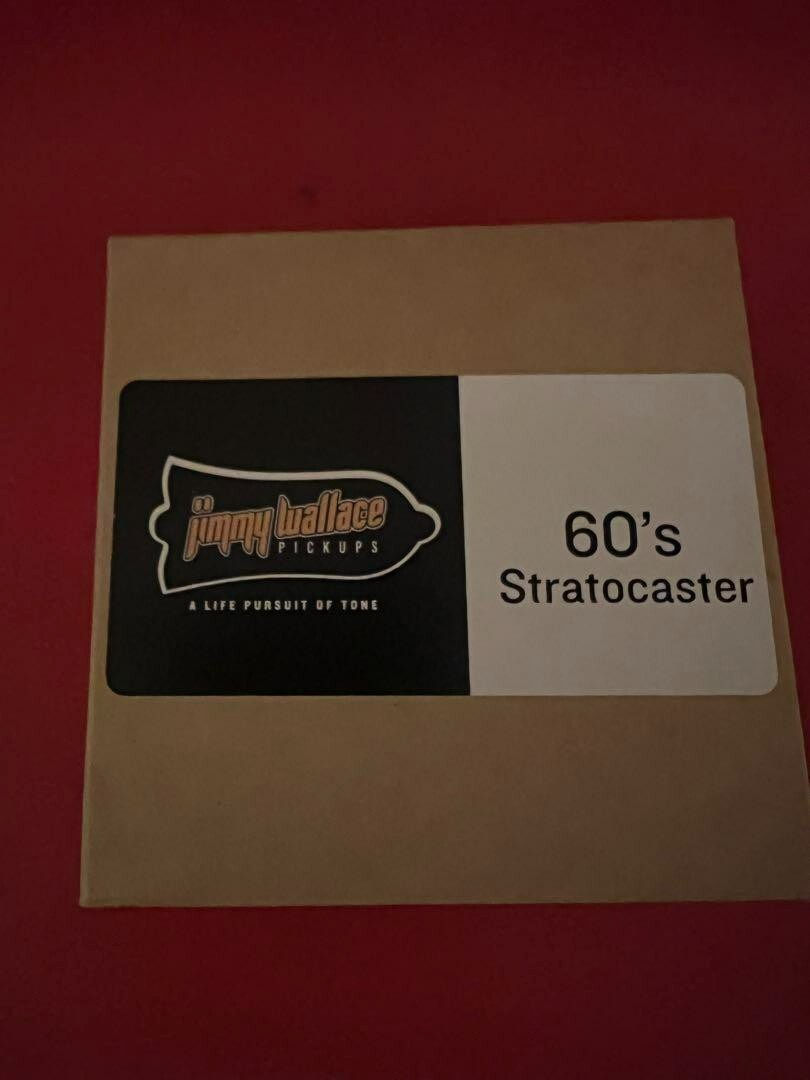 jimmy wallace
PICKUPS
A LIFE PURSUIT OF TONE
60's
Stratocaster